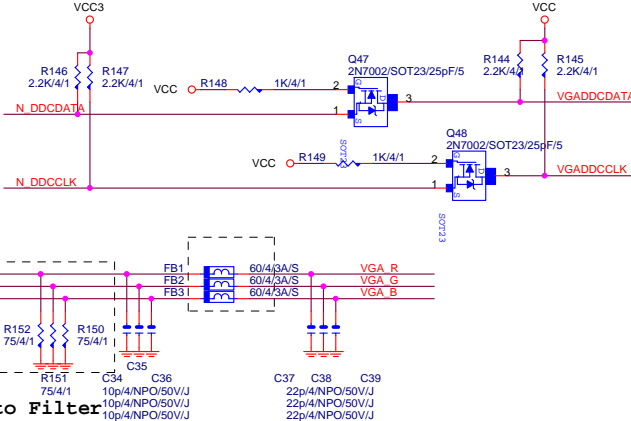 VCC3
VCC
R146
2.2K/4/1
R147
2.2K/4/1
VCC
R148
1K/4/1
Q47
2N7002/SOT23/25pF/5
2
1
3
G
D
S
R144
2.2K/4/1
R145
2.2K/4/1
N_DDCDATA
VGADDCDATA
SOT23
Q48
2N7002/SOT23/25pF/5
VCC
R149
1K/4/1
2
1
3
G
D
S
N_DDCCLK
VGADDCCLK
SOT23
FB1
60/4/3A/S
VGA_R
FB2
60/4/3A/S
VGA_G
FB3
60/4/3A/S
VGA_B
R152
75/4/1
R150
75/4/1
R151
75/4/1
C35
C34
C36
10p/4/NPO/50V/J
10p/4/NPO/50V/J
10p/4/NPO/50V/J
C37
C38
C39
22p/4/NPO/50V/J
22p/4/NPO/50V/J
22p/4/NPO/50V/J
to Filter